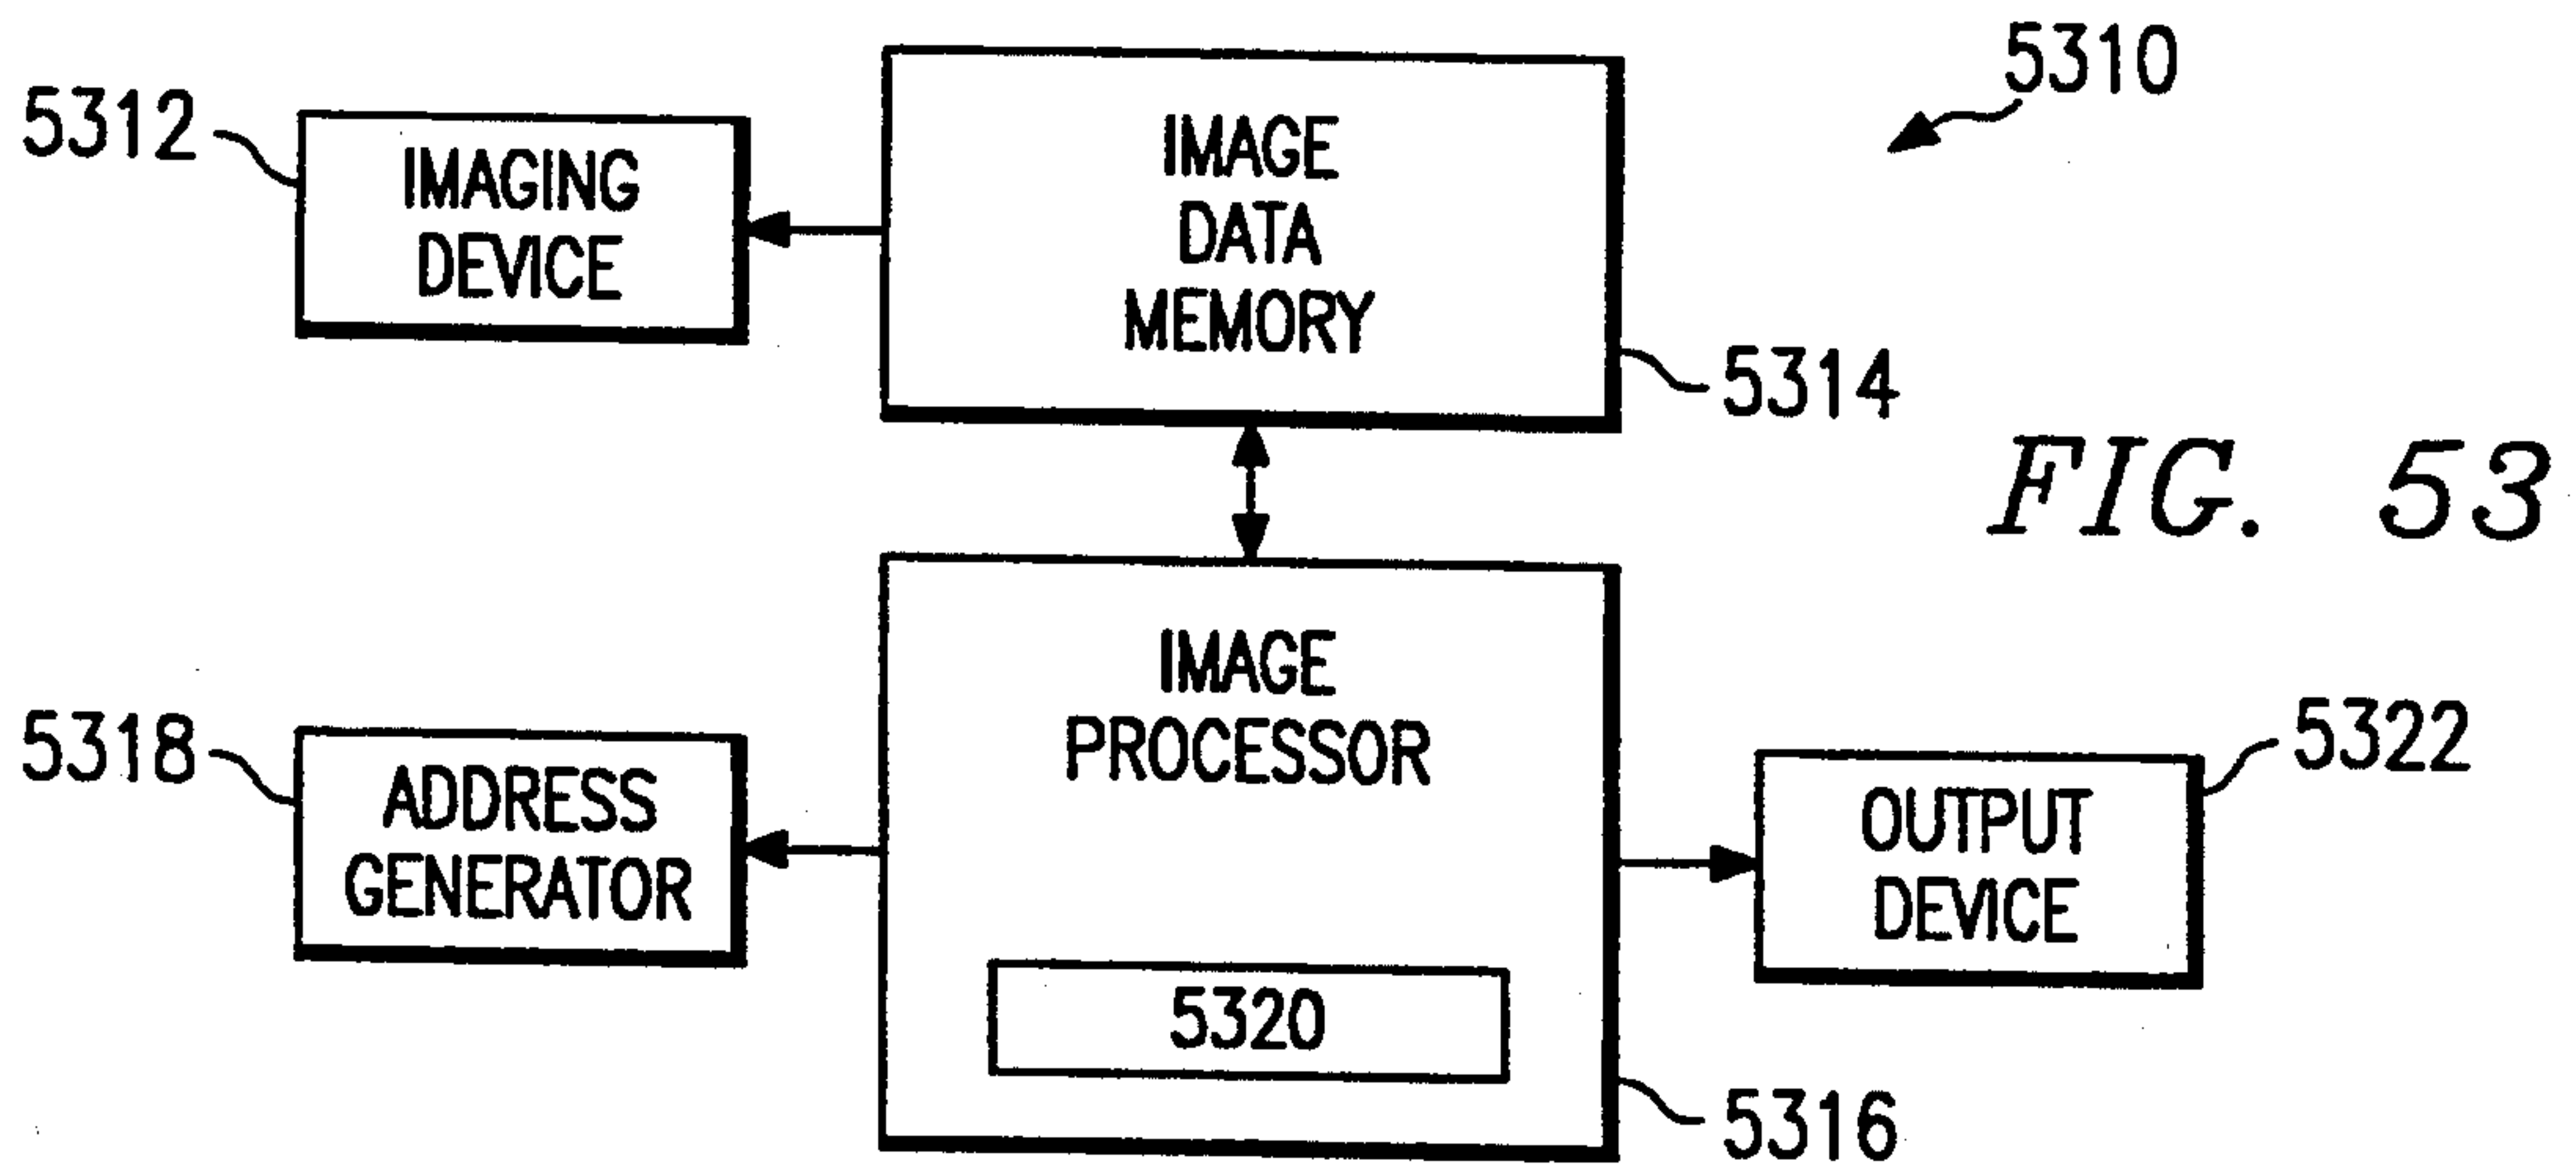 5310
5312
IMAGING
DEVICE
IMAGE
DATA
MEMORY
5314
FIG. 53
5318
ADDRESS
GENERATOR
IMAGE
PROCESSOR
5320
5316
5322
OUTPUT
DEVICE